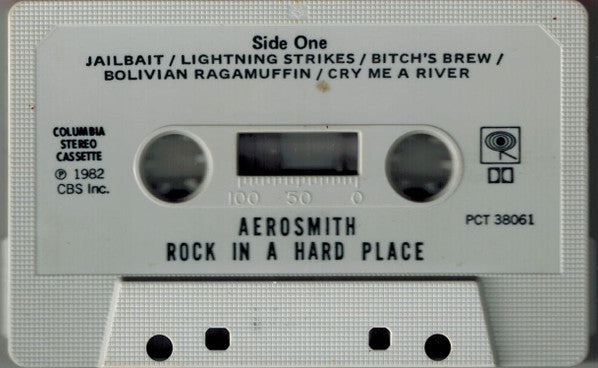 Side One
JAILBAIT / LIGHTNING STRIKES / BITCH'S BREW /
BOLIVIAN RAGAMUFFIN / CRY ME A RIVER
COLUMBIA
STEREO
CASSETTE
℗ 1982
CBS Inc.
100 50 0
PCT 38061
AEROSMITH
ROCK IN A HARD PLACE